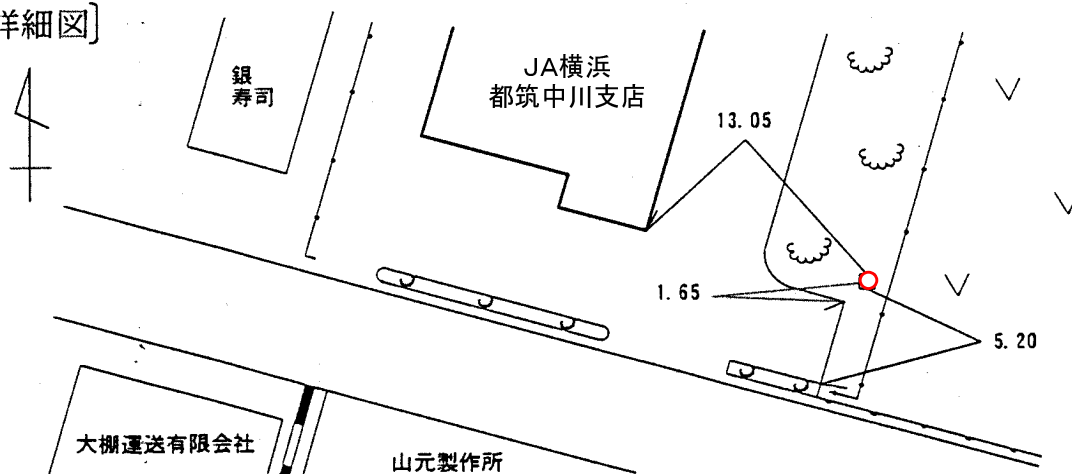 詳細図]
銀
寿司
JA横浜
都筑中川支店
13.05
1.65
5.20
大棚運送有限会社
山元製作所